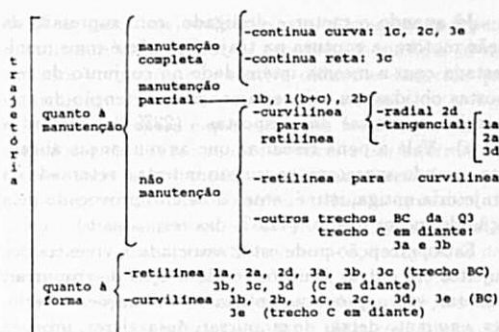 trajetória
quanto à manutenção
manutenção completa
-continua curva: 1c, 2c, 3e
-continua reta: 3c
manutenção parcial
1b, 1(b+c), 2b
não manutenção
-curvilínea para retilínea
-radial 2d
-tangencial:
1a
3d
-retilínea para curvilínea
-outros trechos BC da Q3
trecho C em diante:
3a e 3b
quanto à forma
-retilínea 1a, 2a, 2d, 3a, 3b, 3c (trecho BC)
3b, 3c, 3d (C em diante)
-curvilínea 1b, 2b, 1c, 2c, 3d, 3e (BC)
3e (trecho C em diante)